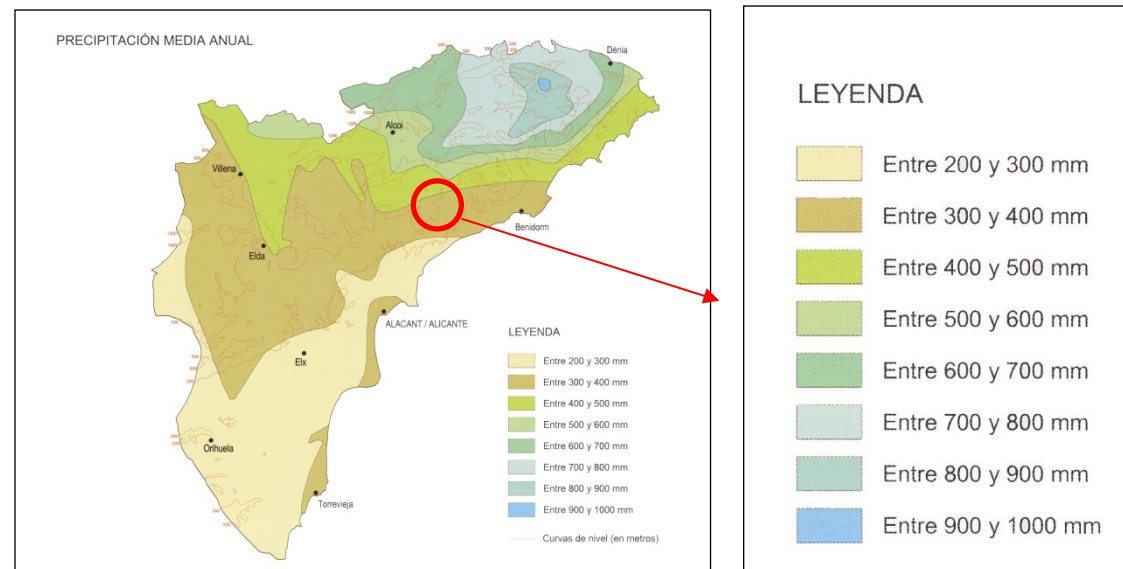 PRECIPITACIÓN MEDIA ANUAL
Dénia
Alcoi
Villena
Benidorm
Elda
ALACANT / ALICANTE
Elx
Orihuela
Torrevieja
LEYENDA
Entre 200 y 300 mm
Entre 300 y 400 mm
Entre 400 y 500 mm
Entre 500 y 600 mm
Entre 600 y 700 mm
Entre 700 y 800 mm
Entre 800 y 900 mm
Entre 900 y 1000 mm
Curvas de nivel (en metros)
LEYENDA
Entre 200 y 300 mm
Entre 300 y 400 mm
Entre 400 y 500 mm
Entre 500 y 600 mm
Entre 600 y 700 mm
Entre 700 y 800 mm
Entre 800 y 900 mm
Entre 900 y 1000 mm